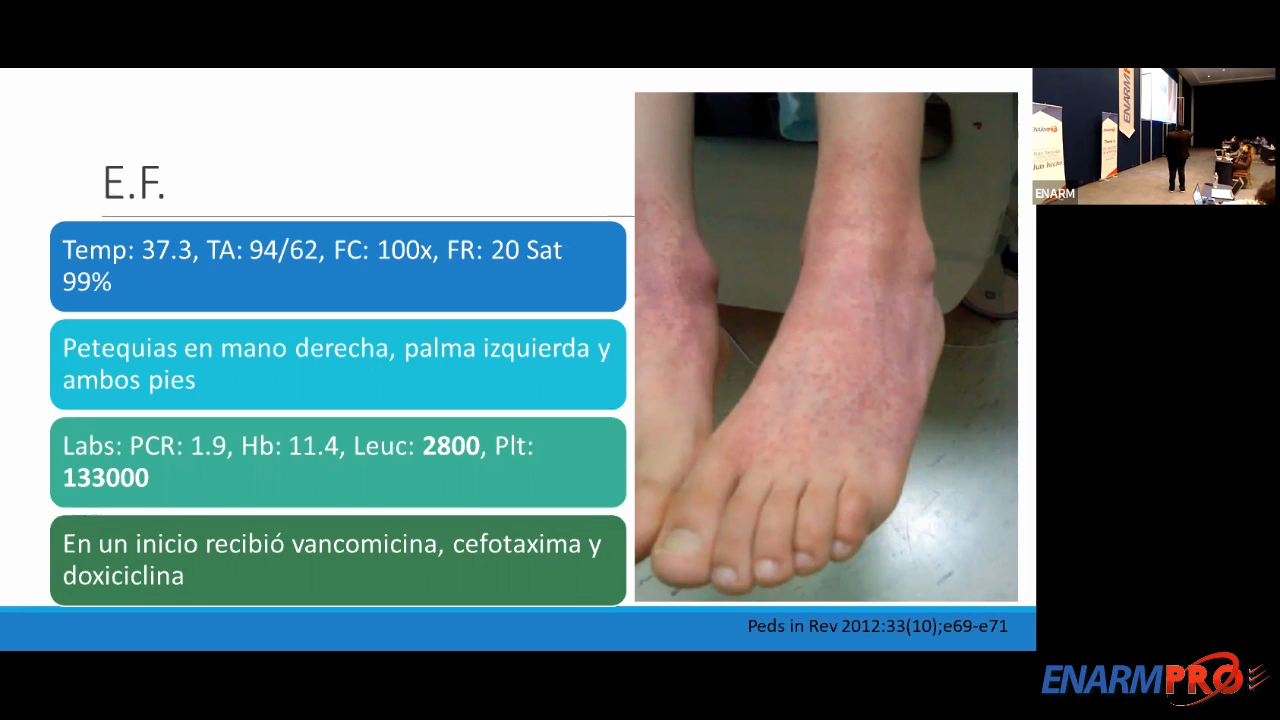 E.F.
Temp: 37.3, TA: 94/62, FC: 100x, FR: 20 Sat
99%
Petequias en mano derecha, palma izquierda y
ambos pies
Labs: PCR: 1.9, Hb: 11.4, Leuc: 2800, Plt:
133000
En un inicio recibió vancomicina, cefotaxima y
doxiciclina
Peds in Rev 2012:33(10);e69-e71
ENARM
ENARMPRO